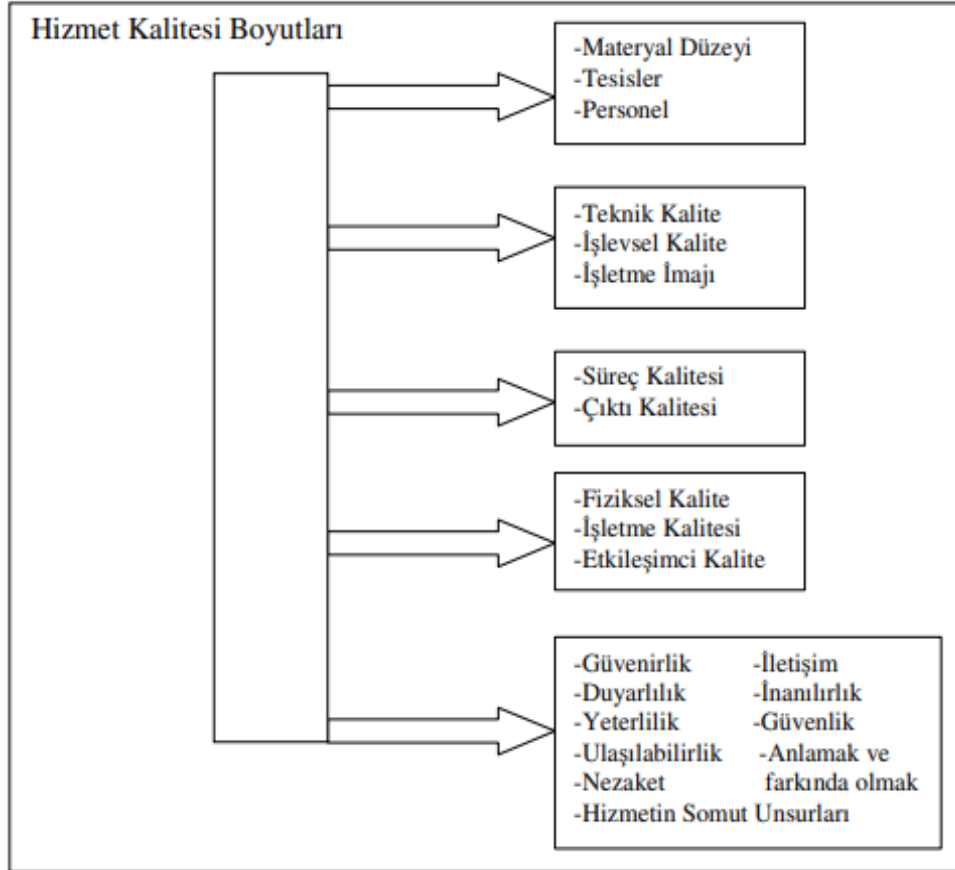 Hizmet Kalitesi Boyutları
-Materyal Düzeyi
-Tesisler
-Personel
-Teknik Kalite
-İşlevsel Kalite
-İşletme İmajı
-Süreç Kalitesi
-Çıktı Kalitesi
-Fiziksel Kalite
-İşletme Kalitesi
-Etkileşimci Kalite
-Güvenirlik -İletişim
-Duyarlılık -İnanılırlık
-Yeterlilik -Güvenlik
-Ulaşılabilirlik -Anlamak ve
-Nezaket farkında olmak
-Hizmetin Somut Unsurları